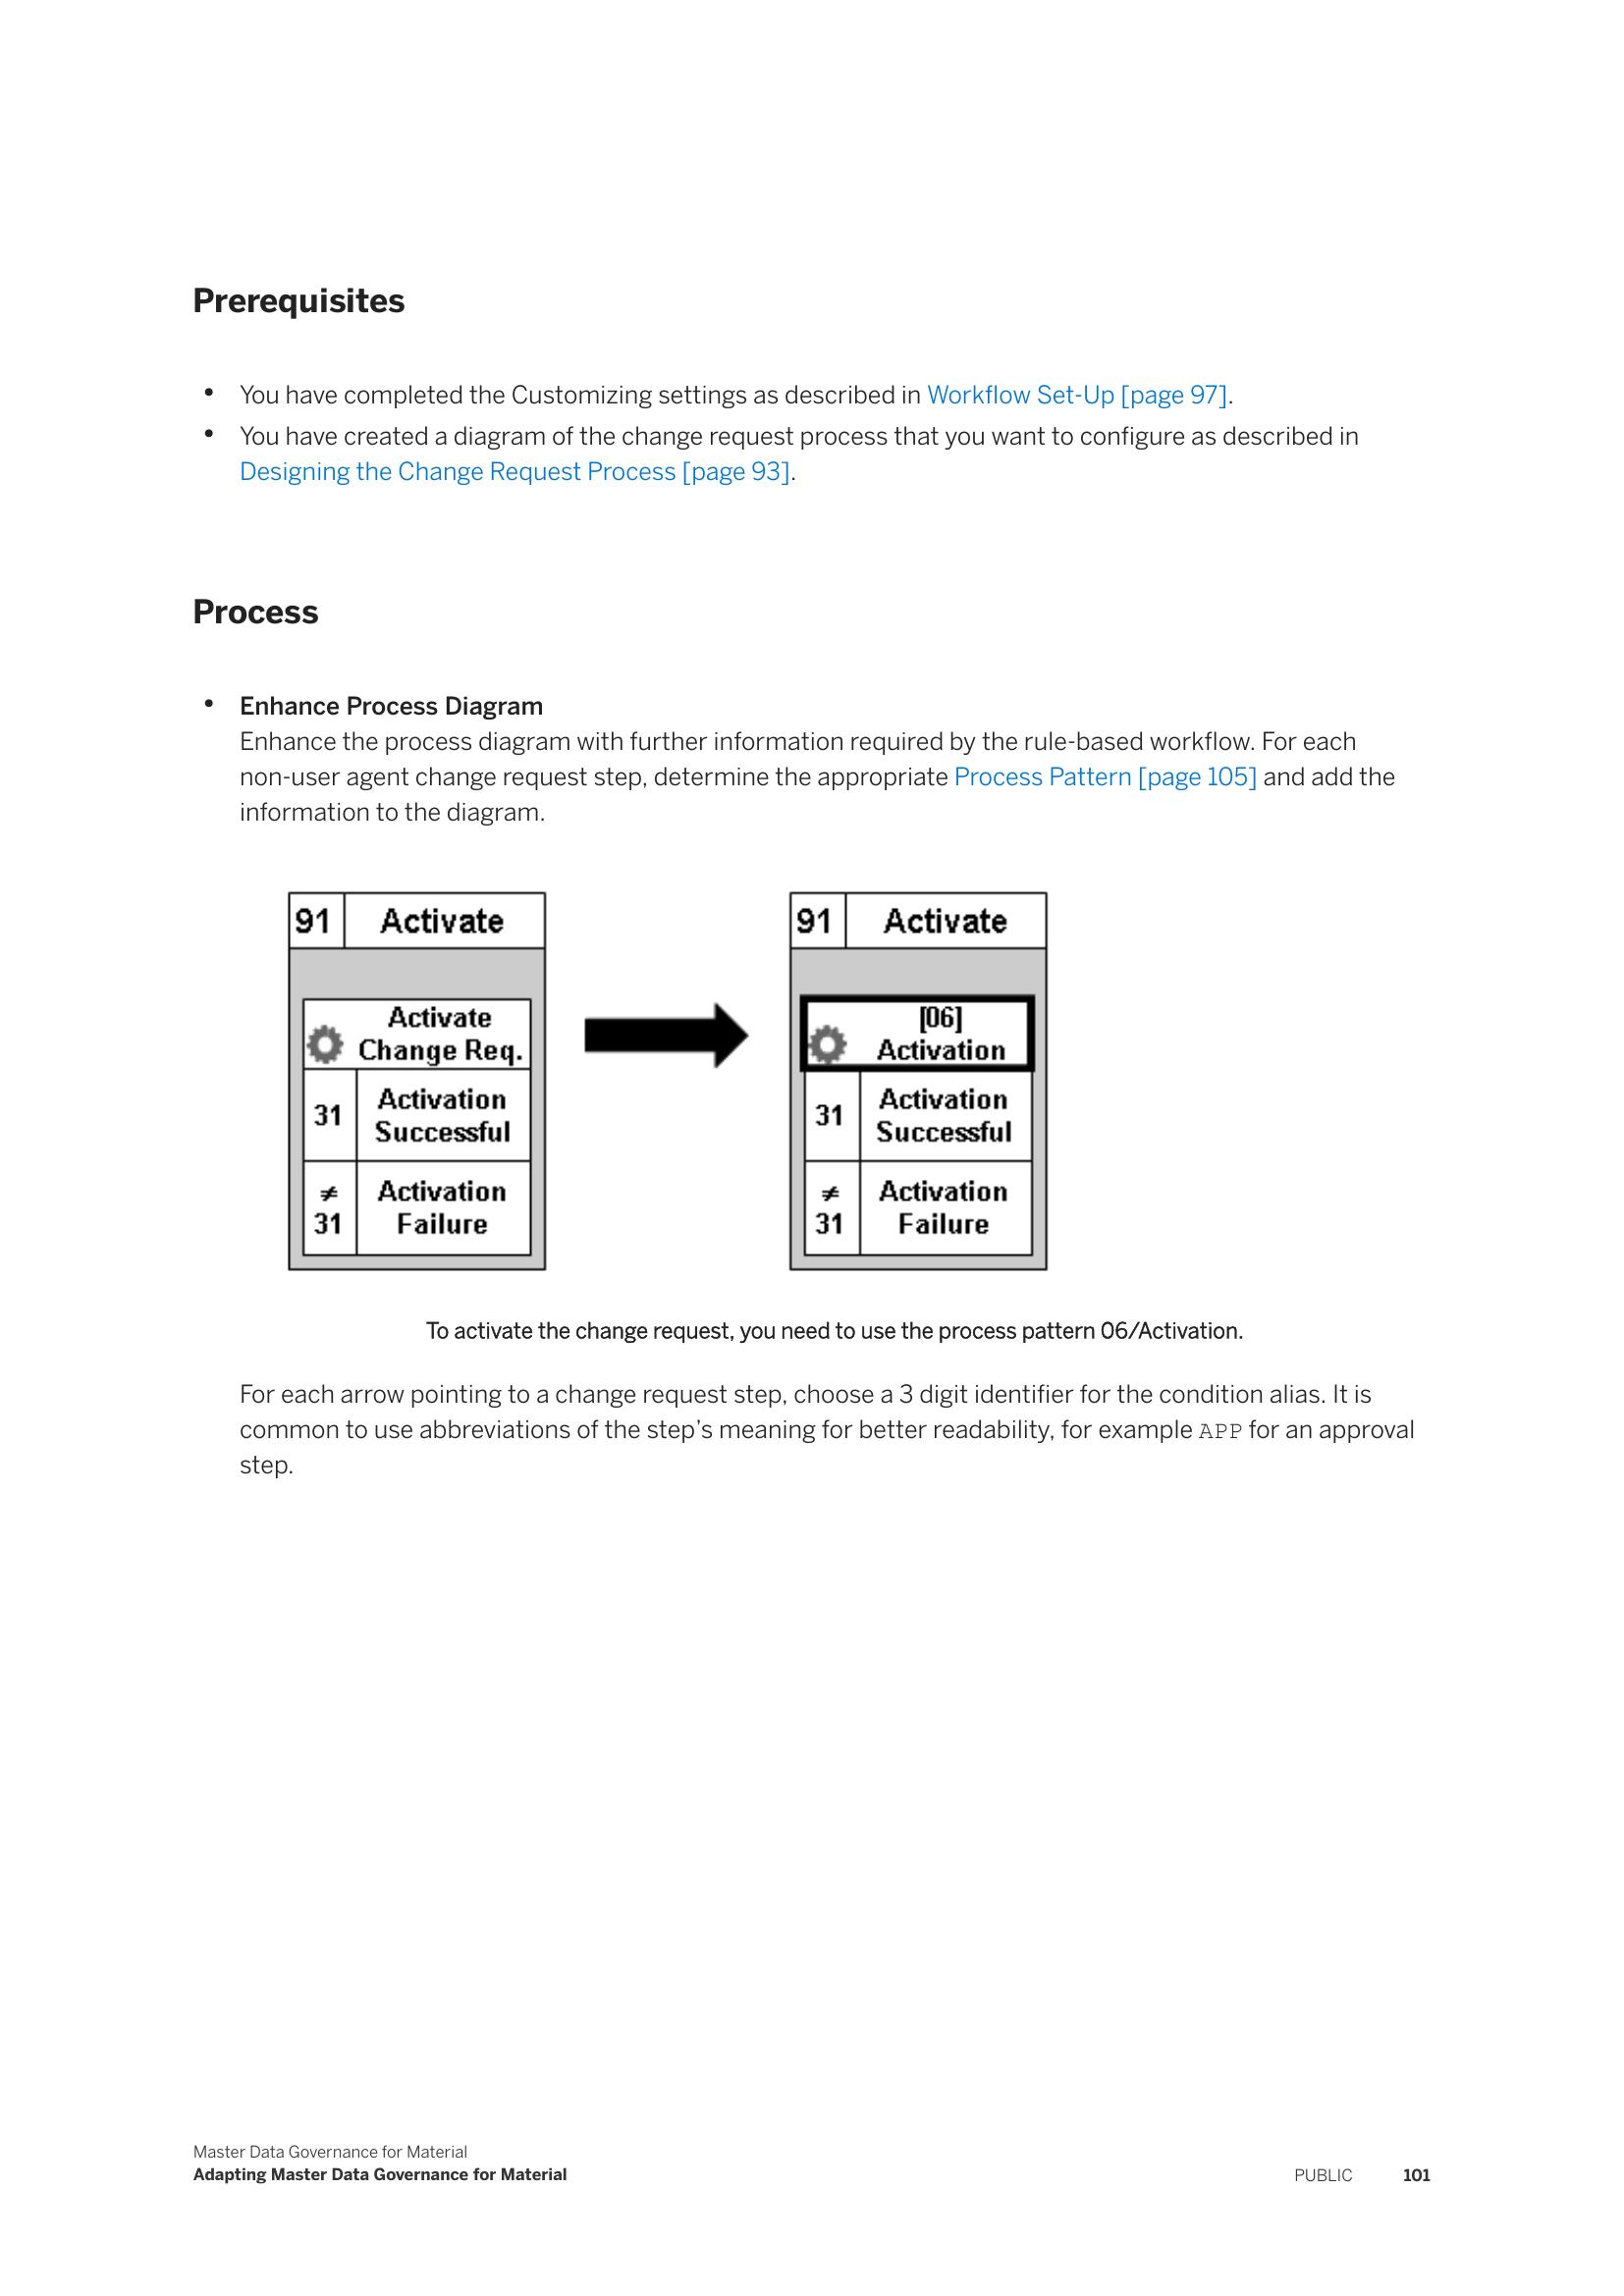 Prerequisites
• You have completed the Customizing settings as described in Workflow Set-Up [page 97].
• You have created a diagram of the change request process that you want to configure as described in
Designing the Change Request Process [page 93].
Process
• Enhance Process Diagram
Enhance the process diagram with further information required by the rule-based workflow. For each
non-user agent change request step, determine the appropriate Process Pattern [page 105] and add the
information to the diagram.
91 Activate
Activate
Change Req.
31 Activation
Successful
≠
31 Activation
Failure
91 Activate
[06]
Activation
31 Activation
Successful
≠
31 Activation
Failure
To activate the change request, you need to use the process pattern 06/Activation.
For each arrow pointing to a change request step, choose a 3 digit identifier for the condition alias. It is
common to use abbreviations of the step's meaning for better readability, for example APP for an approval
step.
Master Data Governance for Material
Adapting Master Data Governance for Material
PUBLIC 101